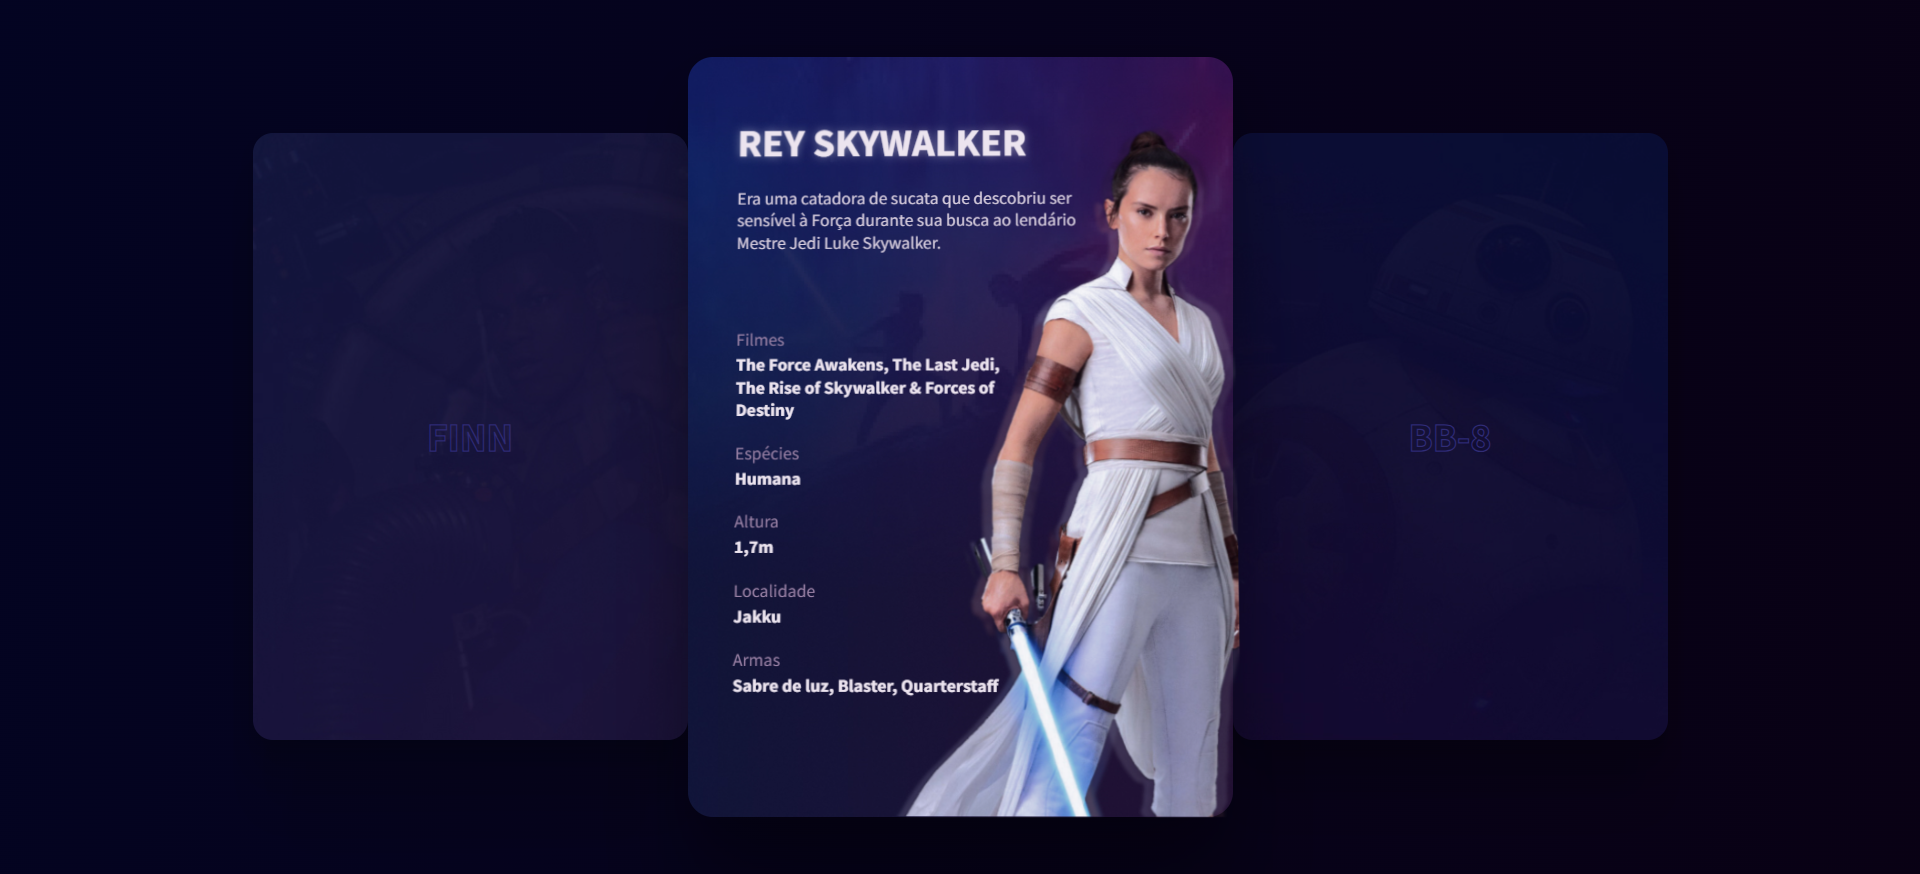 FINN
REY SKYWALKER
Era uma catadora de sucata que descobriu ser
sensível à Força durante sua busca ao lendário
Mestre Jedi Luke Skywalker.
Filmes
The Force Awakens, The Last Jedi,
The Rise of Skywalker & Forces of
Destiny
Espécies
Humana
Altura
1,7m
Localidade
Jakku
Armas
Sabre de luz, Blaster, Quarterstaff
BB-8